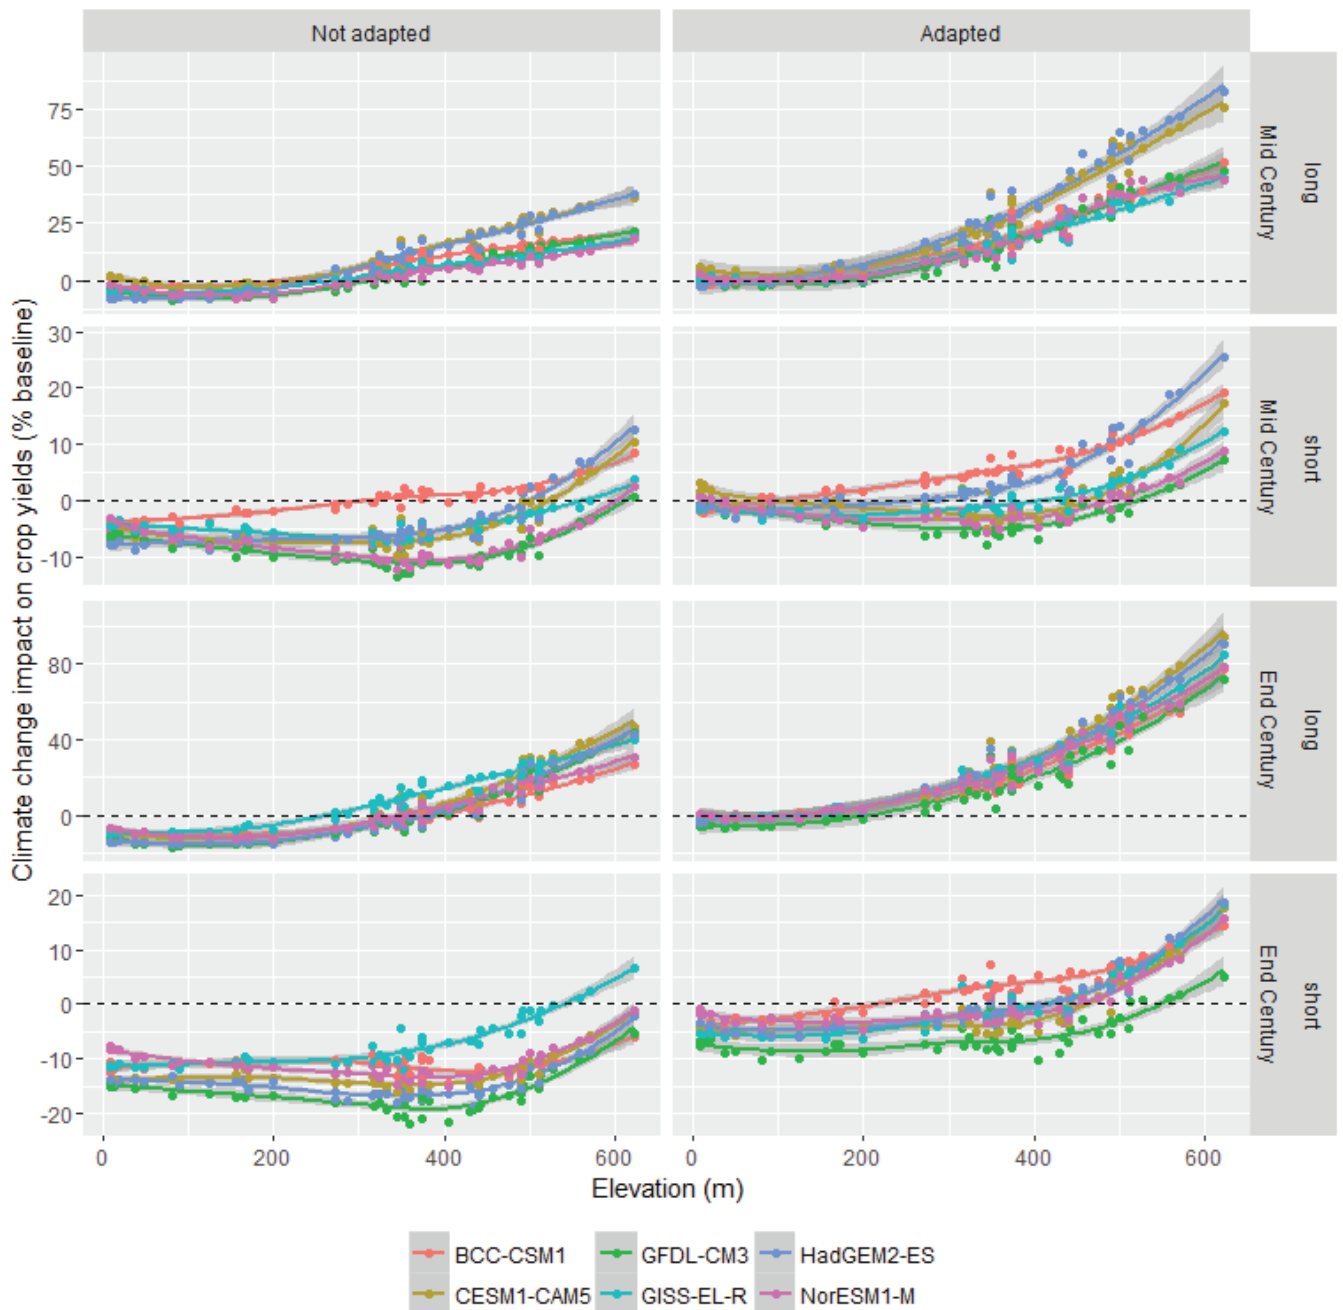 Not adapted
Adapted
Climate change impact on crop yields (% baseline)
75
50
25
0
Mid Century
long
30
20
10
0
-10
Mid Century
short
80
40
0
End Century
long
20
10
0
-10
-20
End Century
short
0 200 400 600 0 200 400 600
Elevation (m)
BCC-CSM1 GFDL-CM3 HadGEM2-ES
CESM1-CAM5 GISS-EL-R NorESM1-M